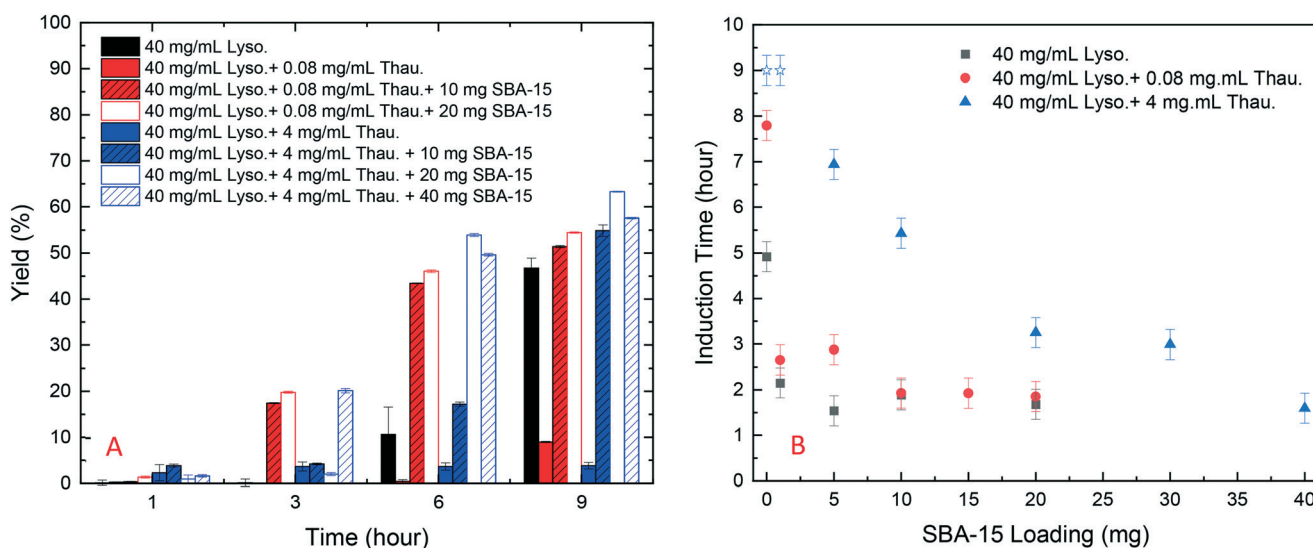 100
90
80
70
60
50
40
30
20
10
0
Yield (%)
40 mg/mL Lyso.
40 mg/mL Lyso.+ 0.08 mg/mL Thau.
40 mg/mL Lyso.+ 0.08 mg/mL Thau.+ 10 mg SBA-15
40 mg/mL Lyso.+ 0.08 mg/mL Thau.+ 20 mg SBA-15
40 mg/mL Lyso.+ 4 mg/mL Thau.
40 mg/mL Lyso.+ 4 mg/mL Thau. + 10 mg SBA-15
40 mg/mL Lyso.+ 4 mg/mL Thau. + 20 mg SBA-15
40 mg/mL Lyso.+ 4 mg/mL Thau. + 40 mg SBA-15
A
1 3 6 9
Time (hour)
10
9
8
7
6
5
4
3
2
1
0
Induction Time (hour)
40 mg/mL Lyso.
40 mg/mL Lyso.+ 0.08 mg.mL Thau.
40 mg/mL Lyso.+ 4 mg.mL Thau.
B
0 5 10 15 20 25 30 35 40
SBA-15 Loading (mg)